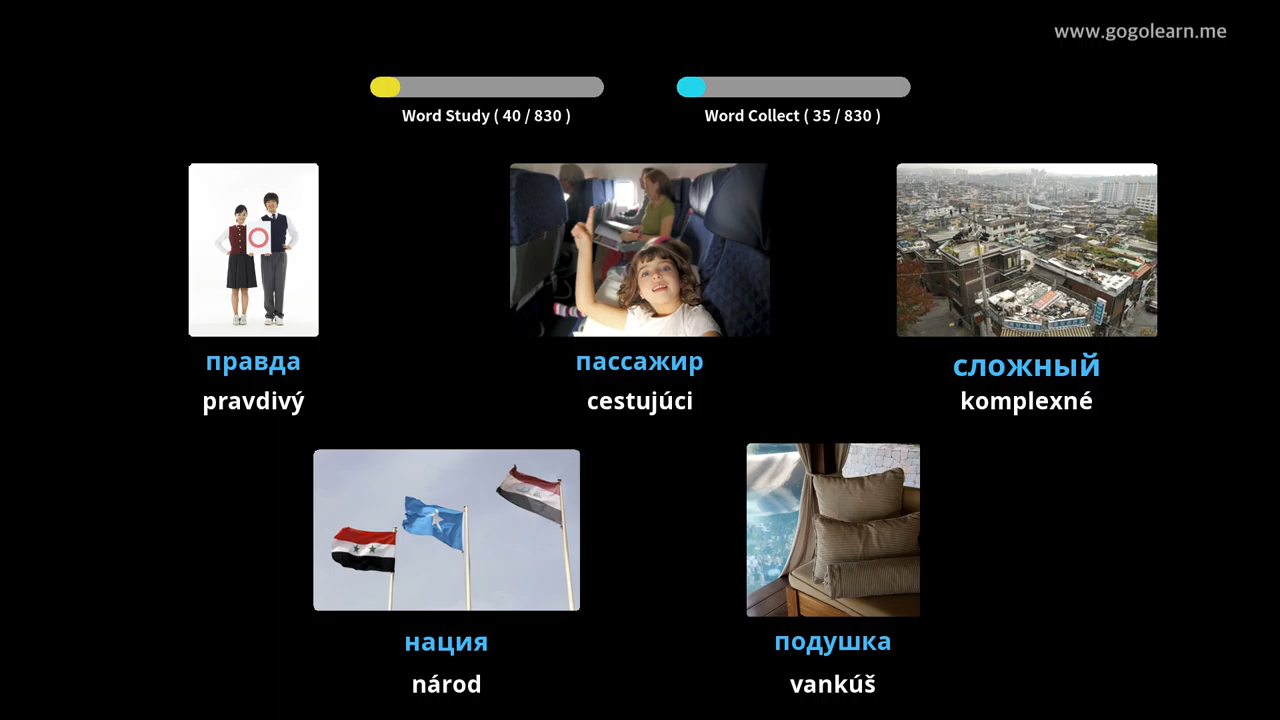 www.gogolearn.me
Word Study ( 40 / 830 )
Word Collect ( 35 / 830 )
правда
пассажир
сложный
pravdivý
cestujúci
komplexné
нация
подушка
národ
vankúš